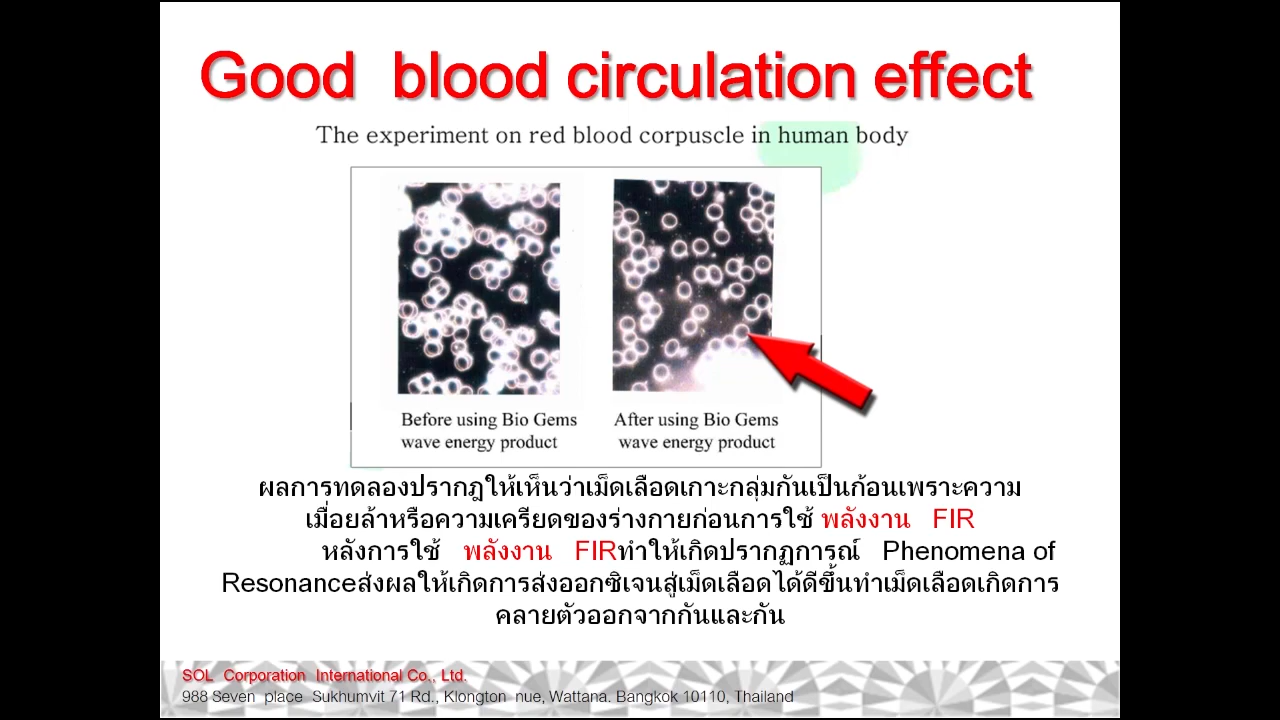 Good blood circulation effect
The experiment on red blood corpuscle in human body
Before using Bio Gems
wave energy product
After using Bio Gems
wave energy product
ผลการทดลองปรากฎให้เห็นว่าเม็ดเลือดเกาะกลุ่มกันเป็นก้อนเพราะความ
เมื่อยล้าหรือความเครียดของร่างกายก่อนการใช้ พลังงาน FIR
หลังการใช้ พลังงาน FIRทำให้เกิดปรากฏการณ์ Phenomena of
Resonanceส่งผลให้เกิดการส่งออกซิเจนสู่เม็ดเลือดได้ดีขึ้นทำเม็ดเลือดเกิดการ
คลายตัวออกจากกันและกัน
SOL Corporation International Co., Ltd.
988 Seven place Sukhumvit 71 Rd., Klongton nue, Wattana. Bangkok 10110, Thailand